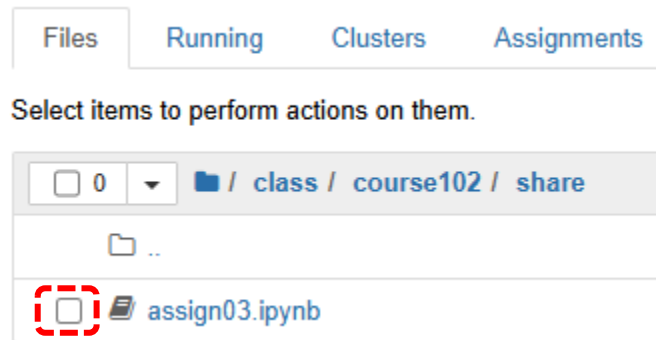 Files Running Clusters Assignments
Select items to perform actions on them.
0 / class / course102 / share
..
assign03.ipynb